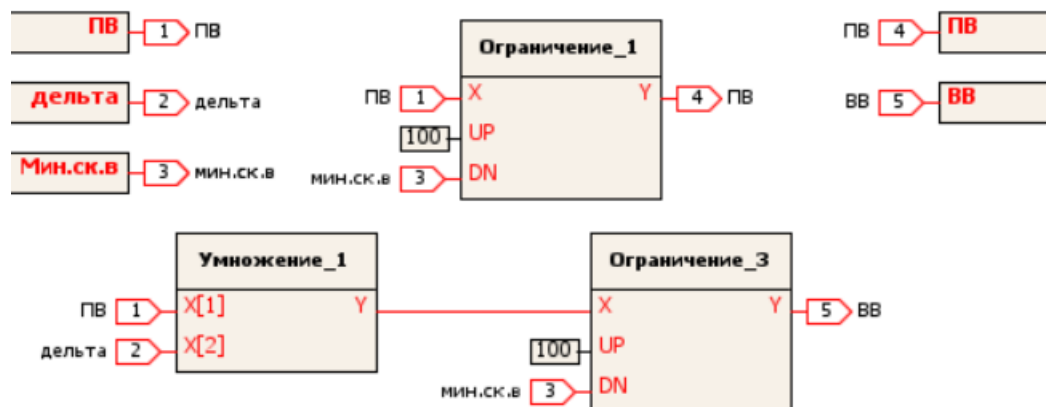 ПВ 1 ПВ
дельта 2 дельта
Мин.ск.в 3 мин.ск.в
Ограничение_1
ПВ 1 X Y 4 ПВ
100 UP
мин.ск.в 3 DN
ПВ 4 ПВ
ВВ 5 ВВ
Умножение_1
ПВ 1 X[1] Y
дельта 2 X[2]
Ограничение_3
X Y 5 ВВ
100 UP
мин.ск.в 3 DN